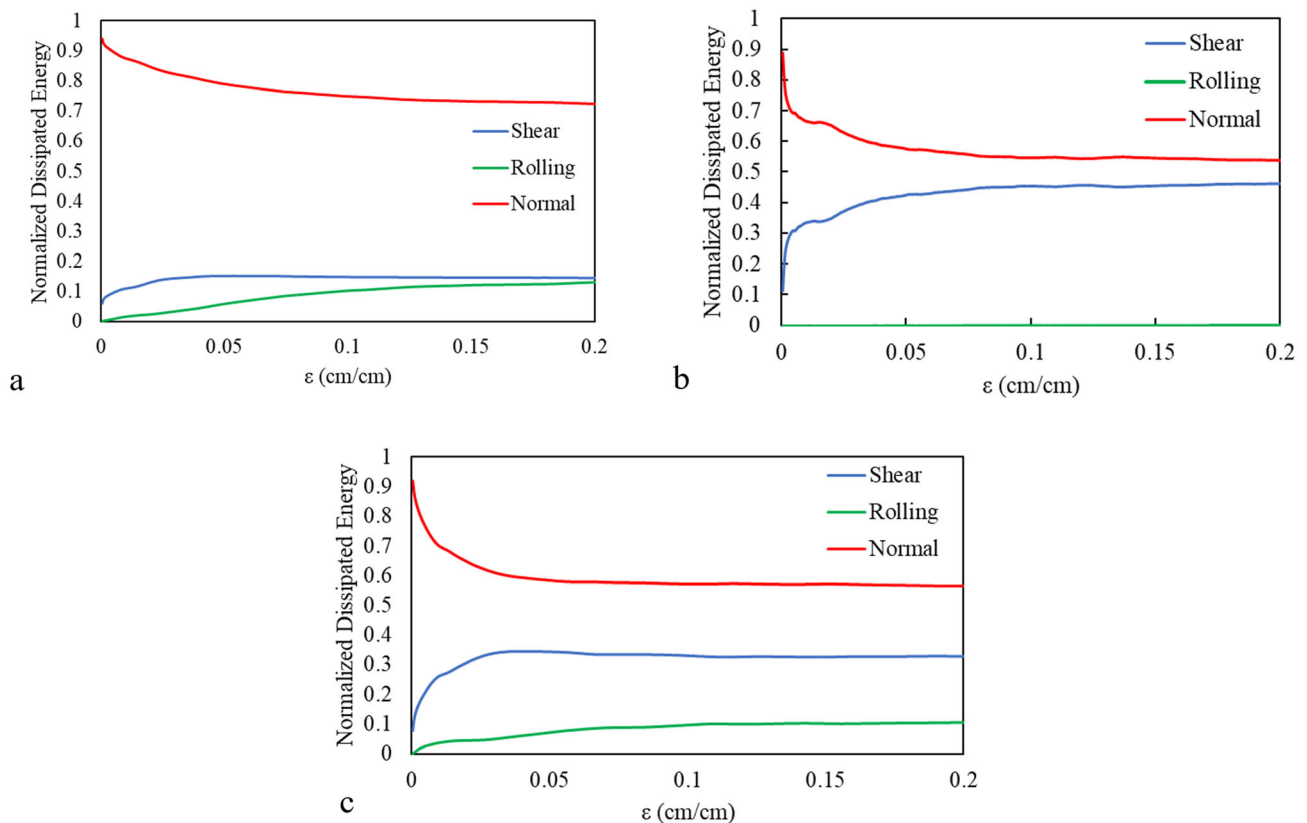 Normalized Dissipated Energy
1
0.9
0.8
0.7
0.6
0.5
0.4
0.3
0.2
0.1
0
Shear
Rolling
Normal
0 0.05 0.1 0.15 0.2
ε (cm/cm)
a
Normalized Dissipated Energy
1
0.9
0.8
0.7
0.6
0.5
0.4
0.3
0.2
0.1
0
Shear
Rolling
Normal
0 0.05 0.1 0.15 0.2
ε (cm/cm)
b
Normalized Dissipated Energy
1
0.9
0.8
0.7
0.6
0.5
0.4
0.3
0.2
0.1
0
Shear
Rolling
Normal
0 0.05 0.1 0.15 0.2
ε (cm/cm)
c